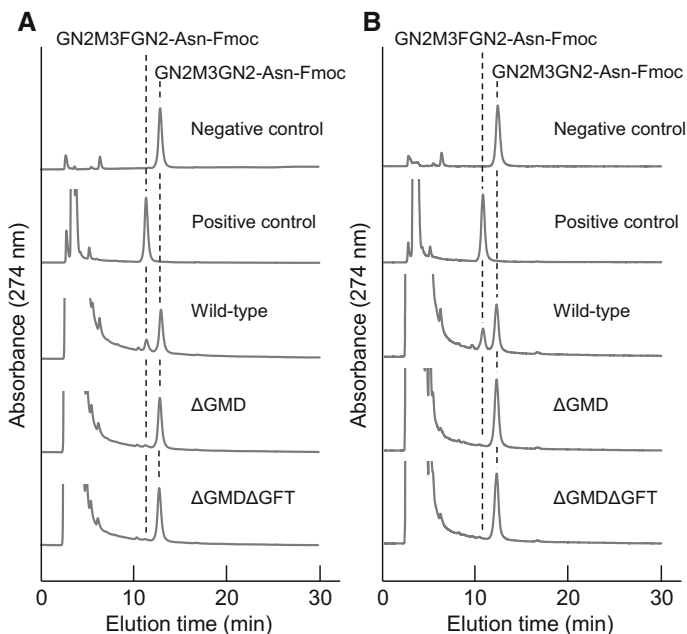 A
GN2M3FGN2-Asn-Fmoc
GN2M3GN2-Asn-Fmoc
Negative control
Positive control
Wild-type
ΔGMD
ΔGMDΔGFT
Absorbance (274 nm)
0 10 20 30
Elution time (min)
B
GN2M3FGN2-Asn-Fmoc
GN2M3GN2-Asn-Fmoc
Negative control
Positive control
Wild-type
ΔGMD
ΔGMDΔGFT
Absorbance (274 nm)
0 10 20 30
Elution time (min)